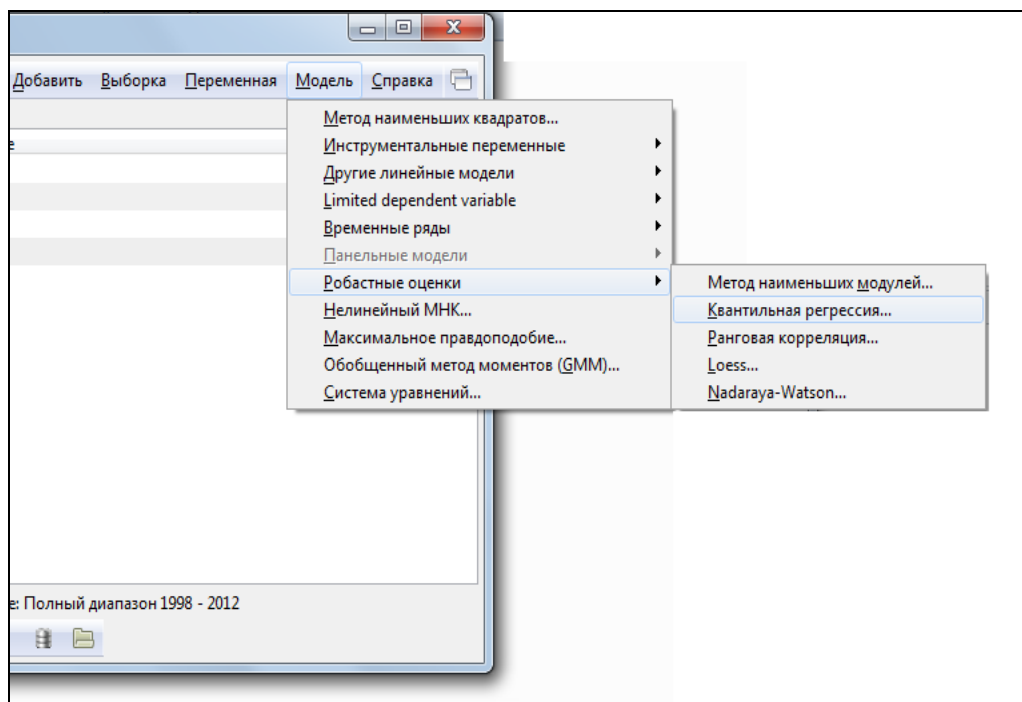 Добавить Выборка Переменная Модель Справка
е
Метод наименьших квадратов...
Инструментальные переменные
Другие линейные модели
Limited dependent variable
Временные ряды
Панельные модели
Робастные оценки
Нелинейный МНК...
Максимальное правдоподобие...
Обобщенный метод моментов (GMM)...
Система уравнений...
Метод наименьших модулей...
Квантильная регрессия...
Ранговая корреляция...
Loess...
Nadaraya-Watson...
е: Полный диапазон 1998 - 2012